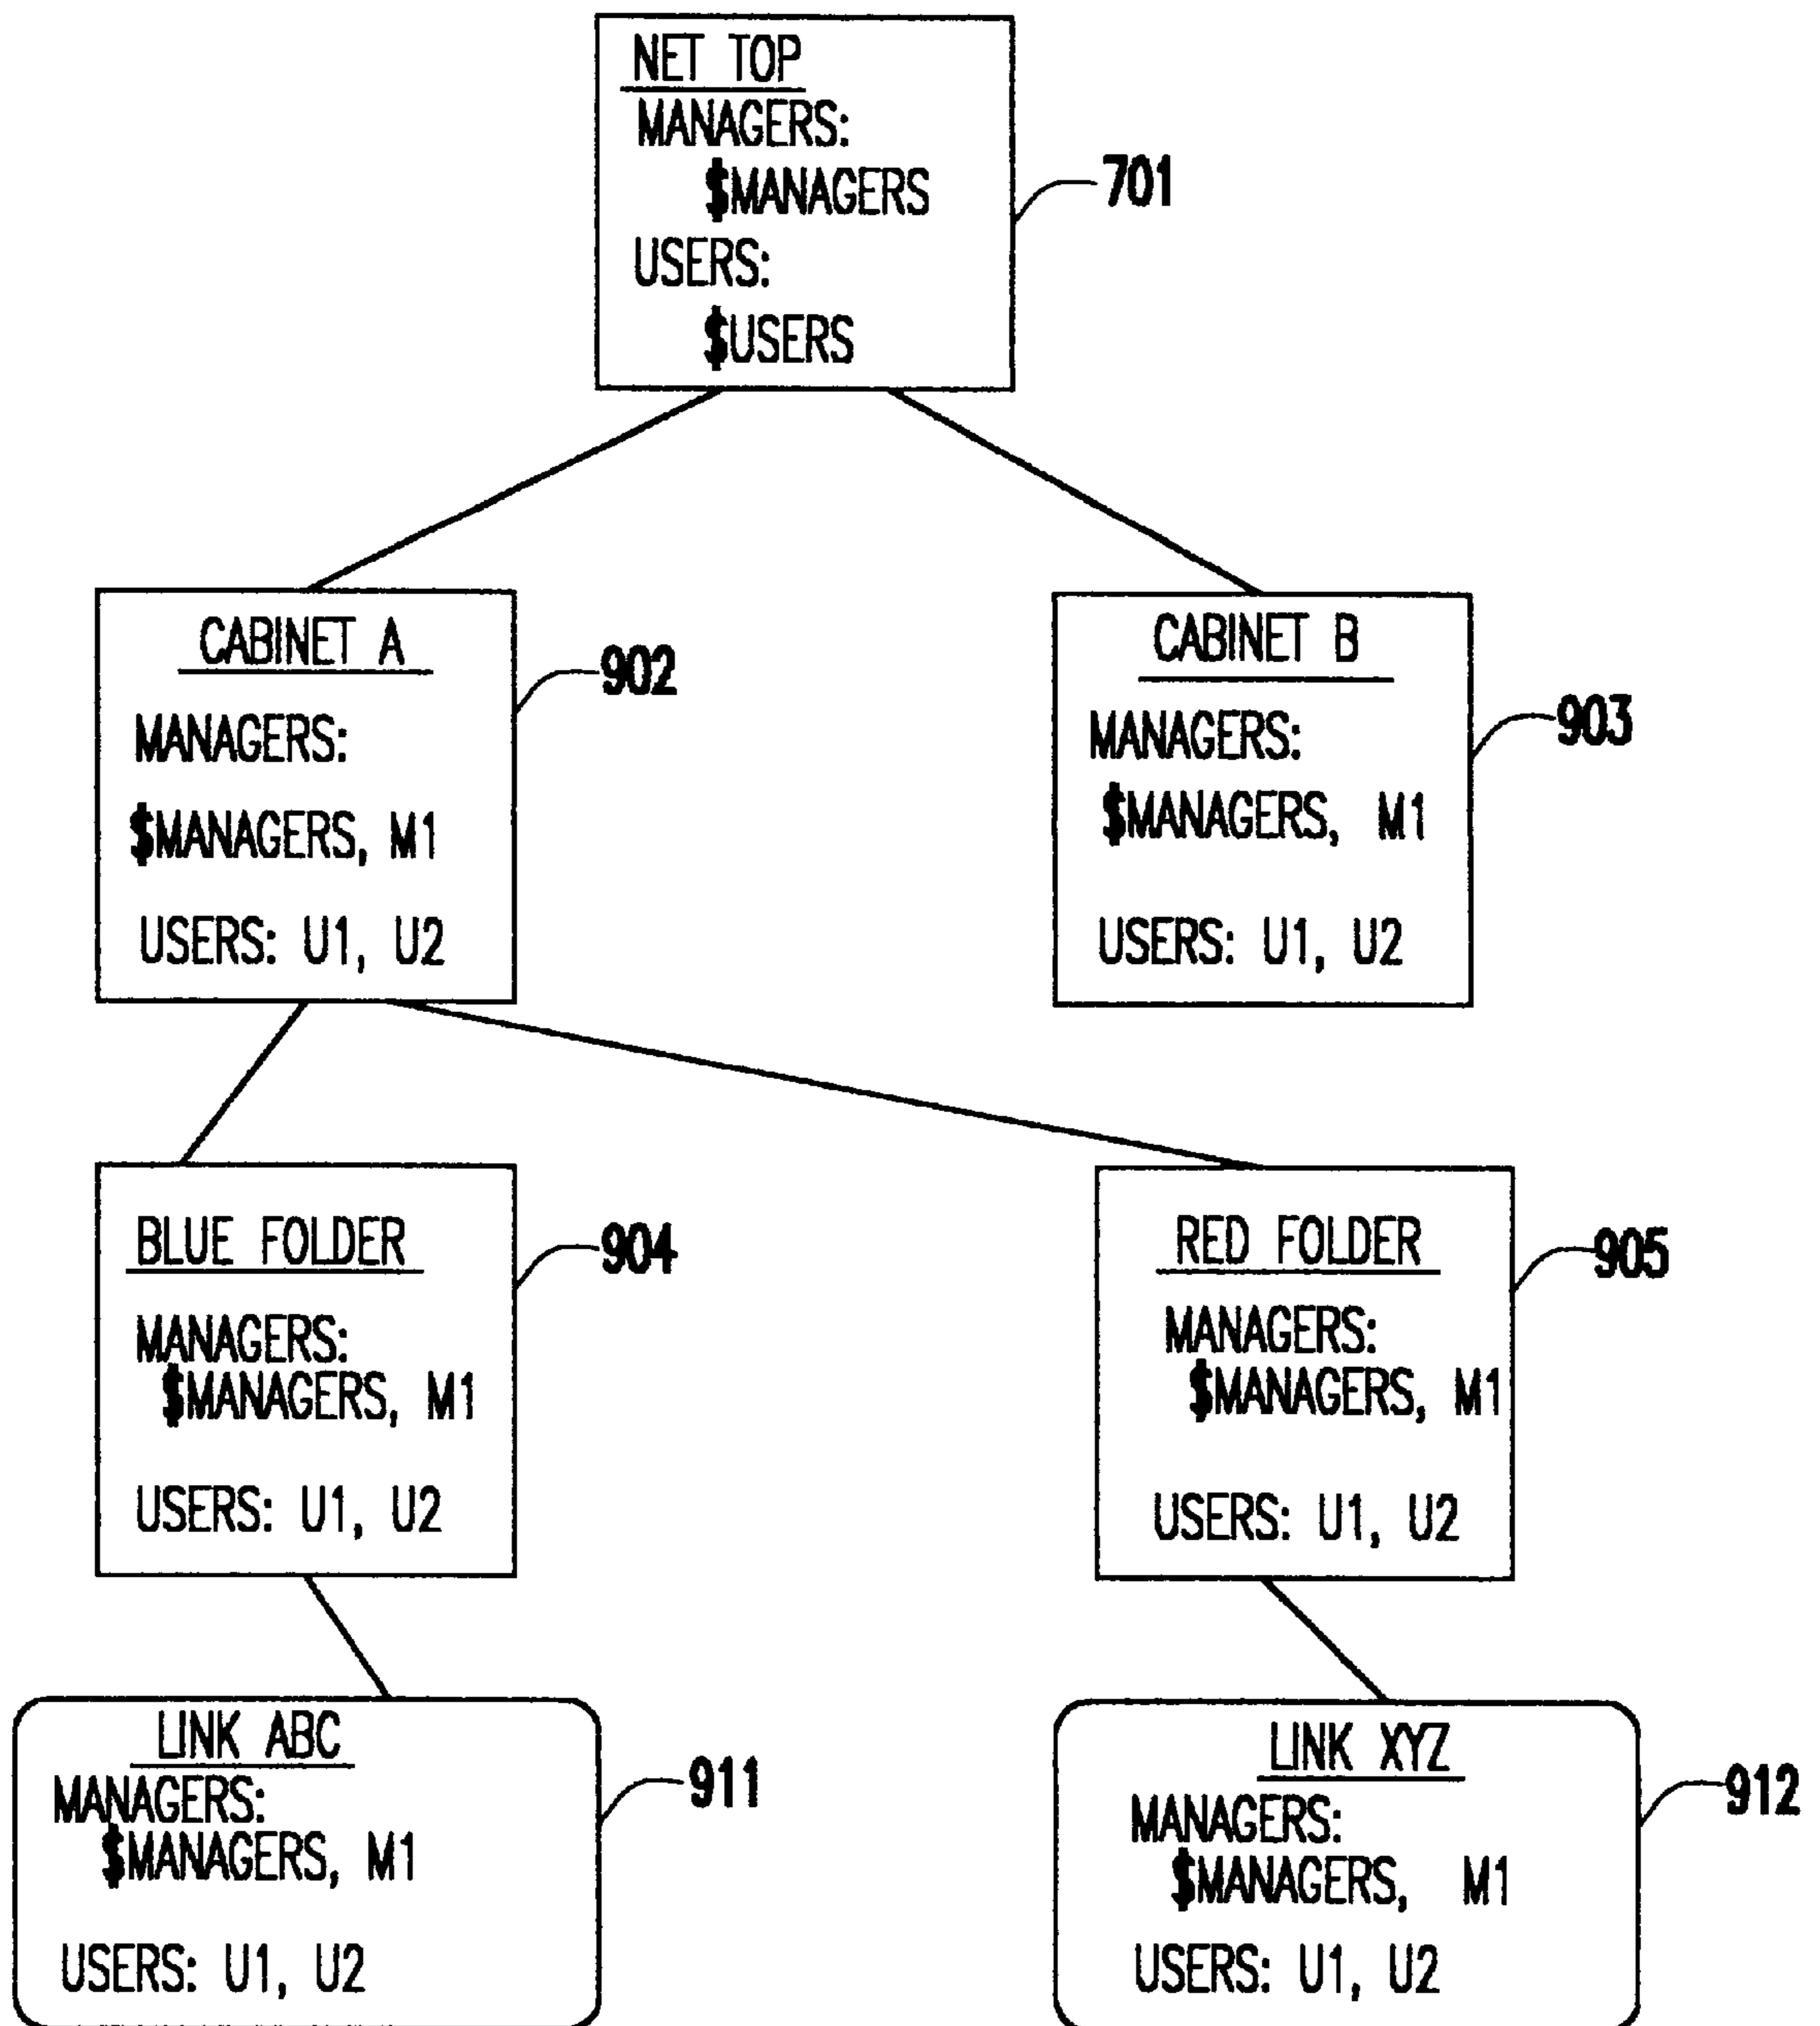 NET TOP
MANAGERS:
$MANAGERS
USERS:
$USERS
701
CABINET A
MANAGERS:
$MANAGERS, M1
USERS: U1, U2
902
CABINET B
MANAGERS:
$MANAGERS, M1
USERS: U1, U2
903
BLUE FOLDER
MANAGERS:
$MANAGERS, M1
USERS: U1, U2
904
RED FOLDER
MANAGERS:
$MANAGERS, M1
USERS: U1, U2
905
LINK ABC
MANAGERS:
$MANAGERS, M1
USERS: U1, U2
911
LINK XYZ
MANAGERS:
$MANAGERS, M1
USERS: U1, U2
912